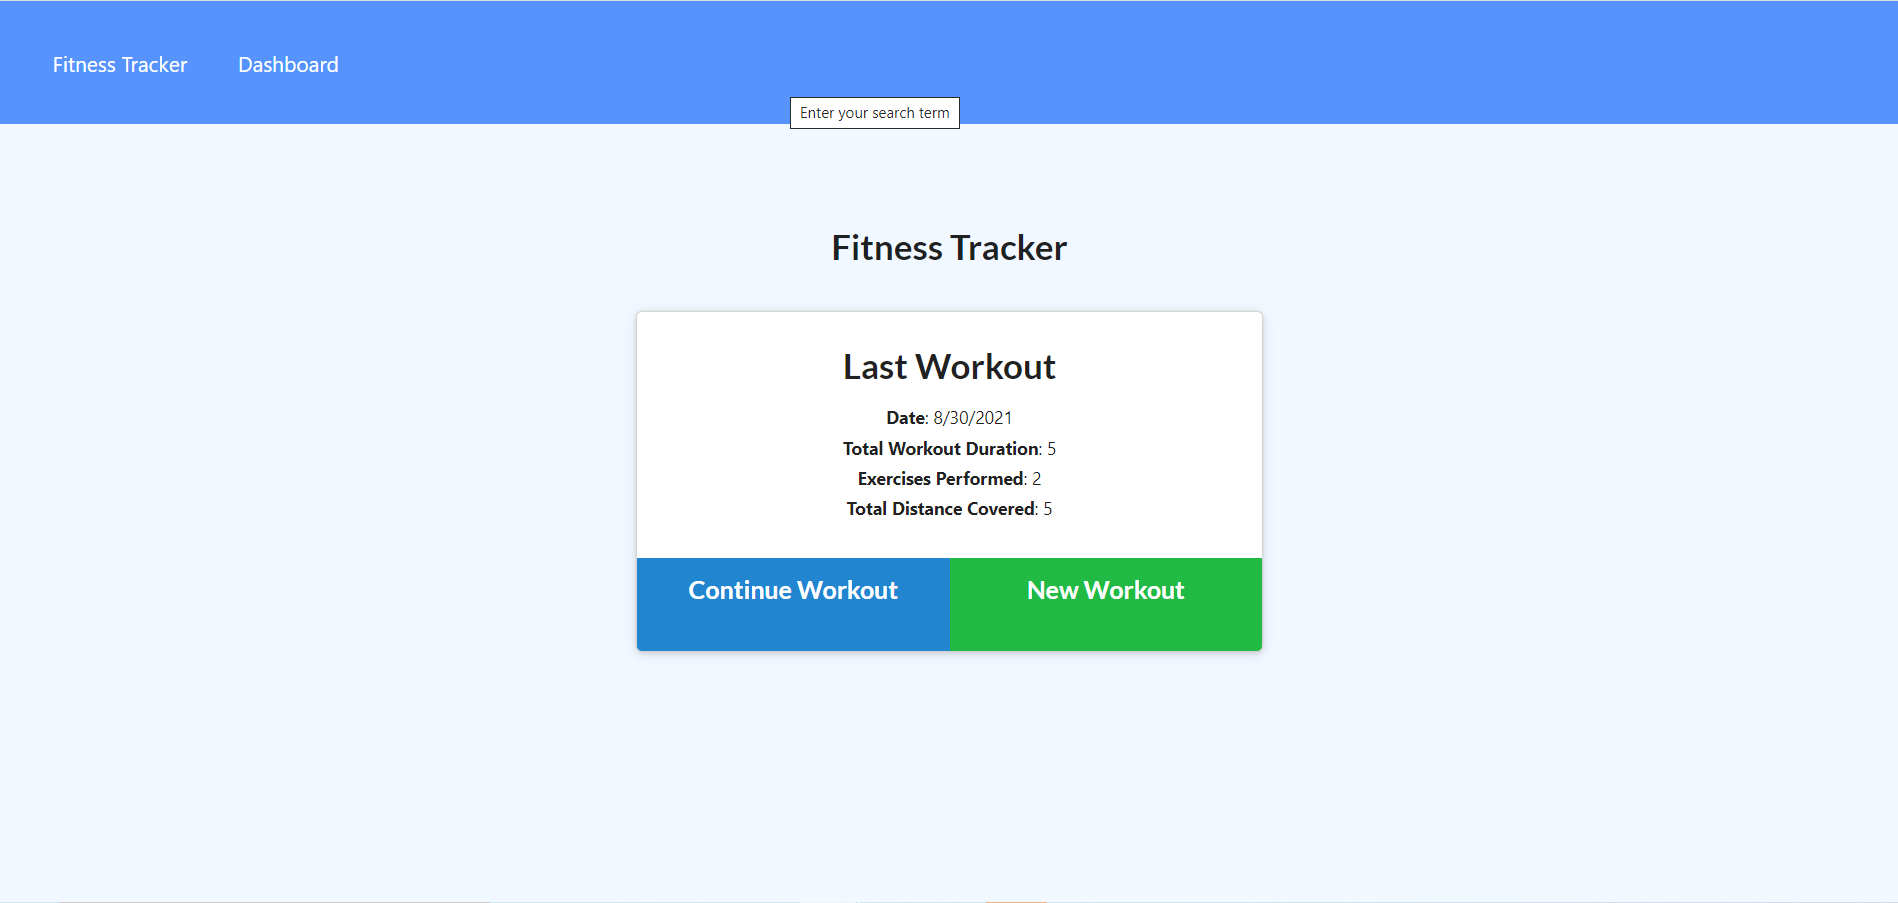 Fitness Tracker Dashboard
Enter your search term
Fitness Tracker
Last Workout
Date: 8/30/2021
Total Workout Duration: 5
Exercises Performed: 2
Total Distance Covered: 5
Continue Workout New Workout